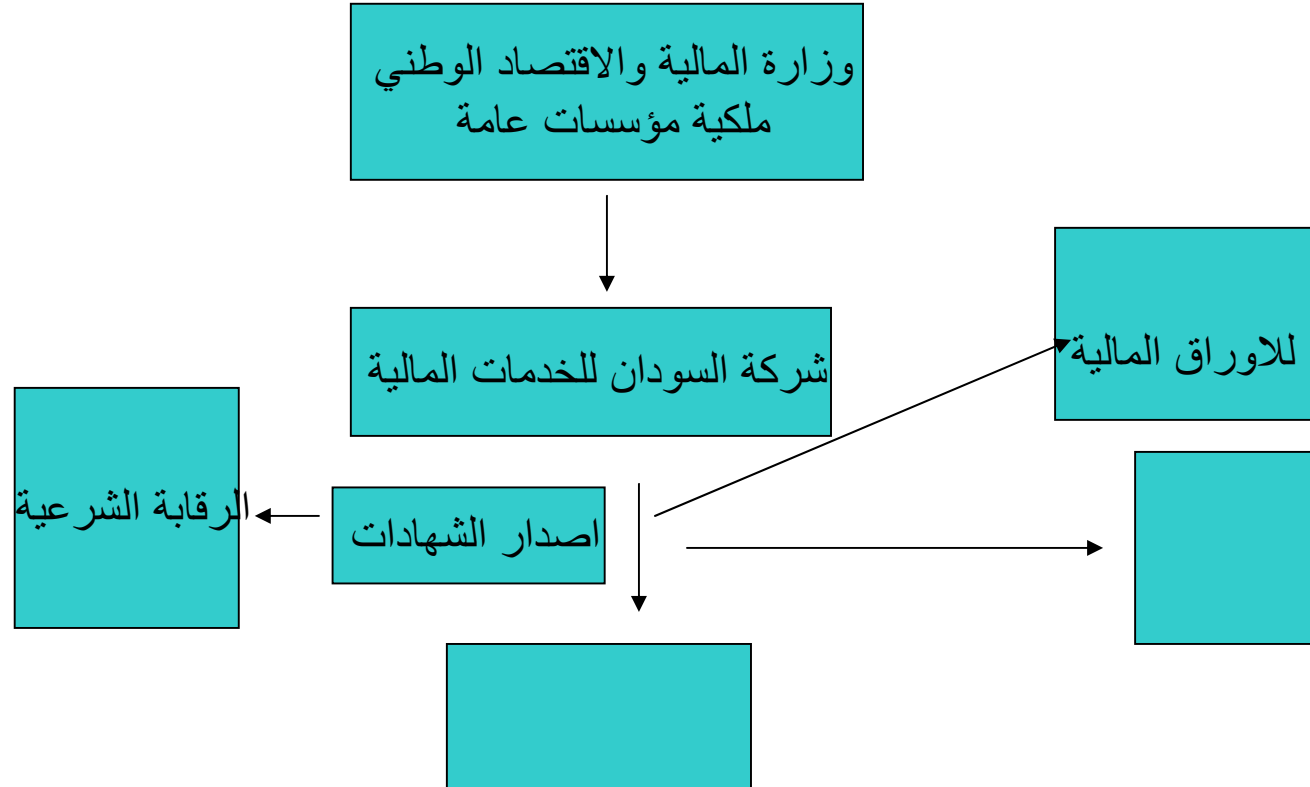 وزارة المالية والاقتصاد الوطني
ملكية مؤسسات عامة
شركة السودان للخدمات المالية
للاوراق المالية
الرقابة الشرعية
اصدار الشهادات